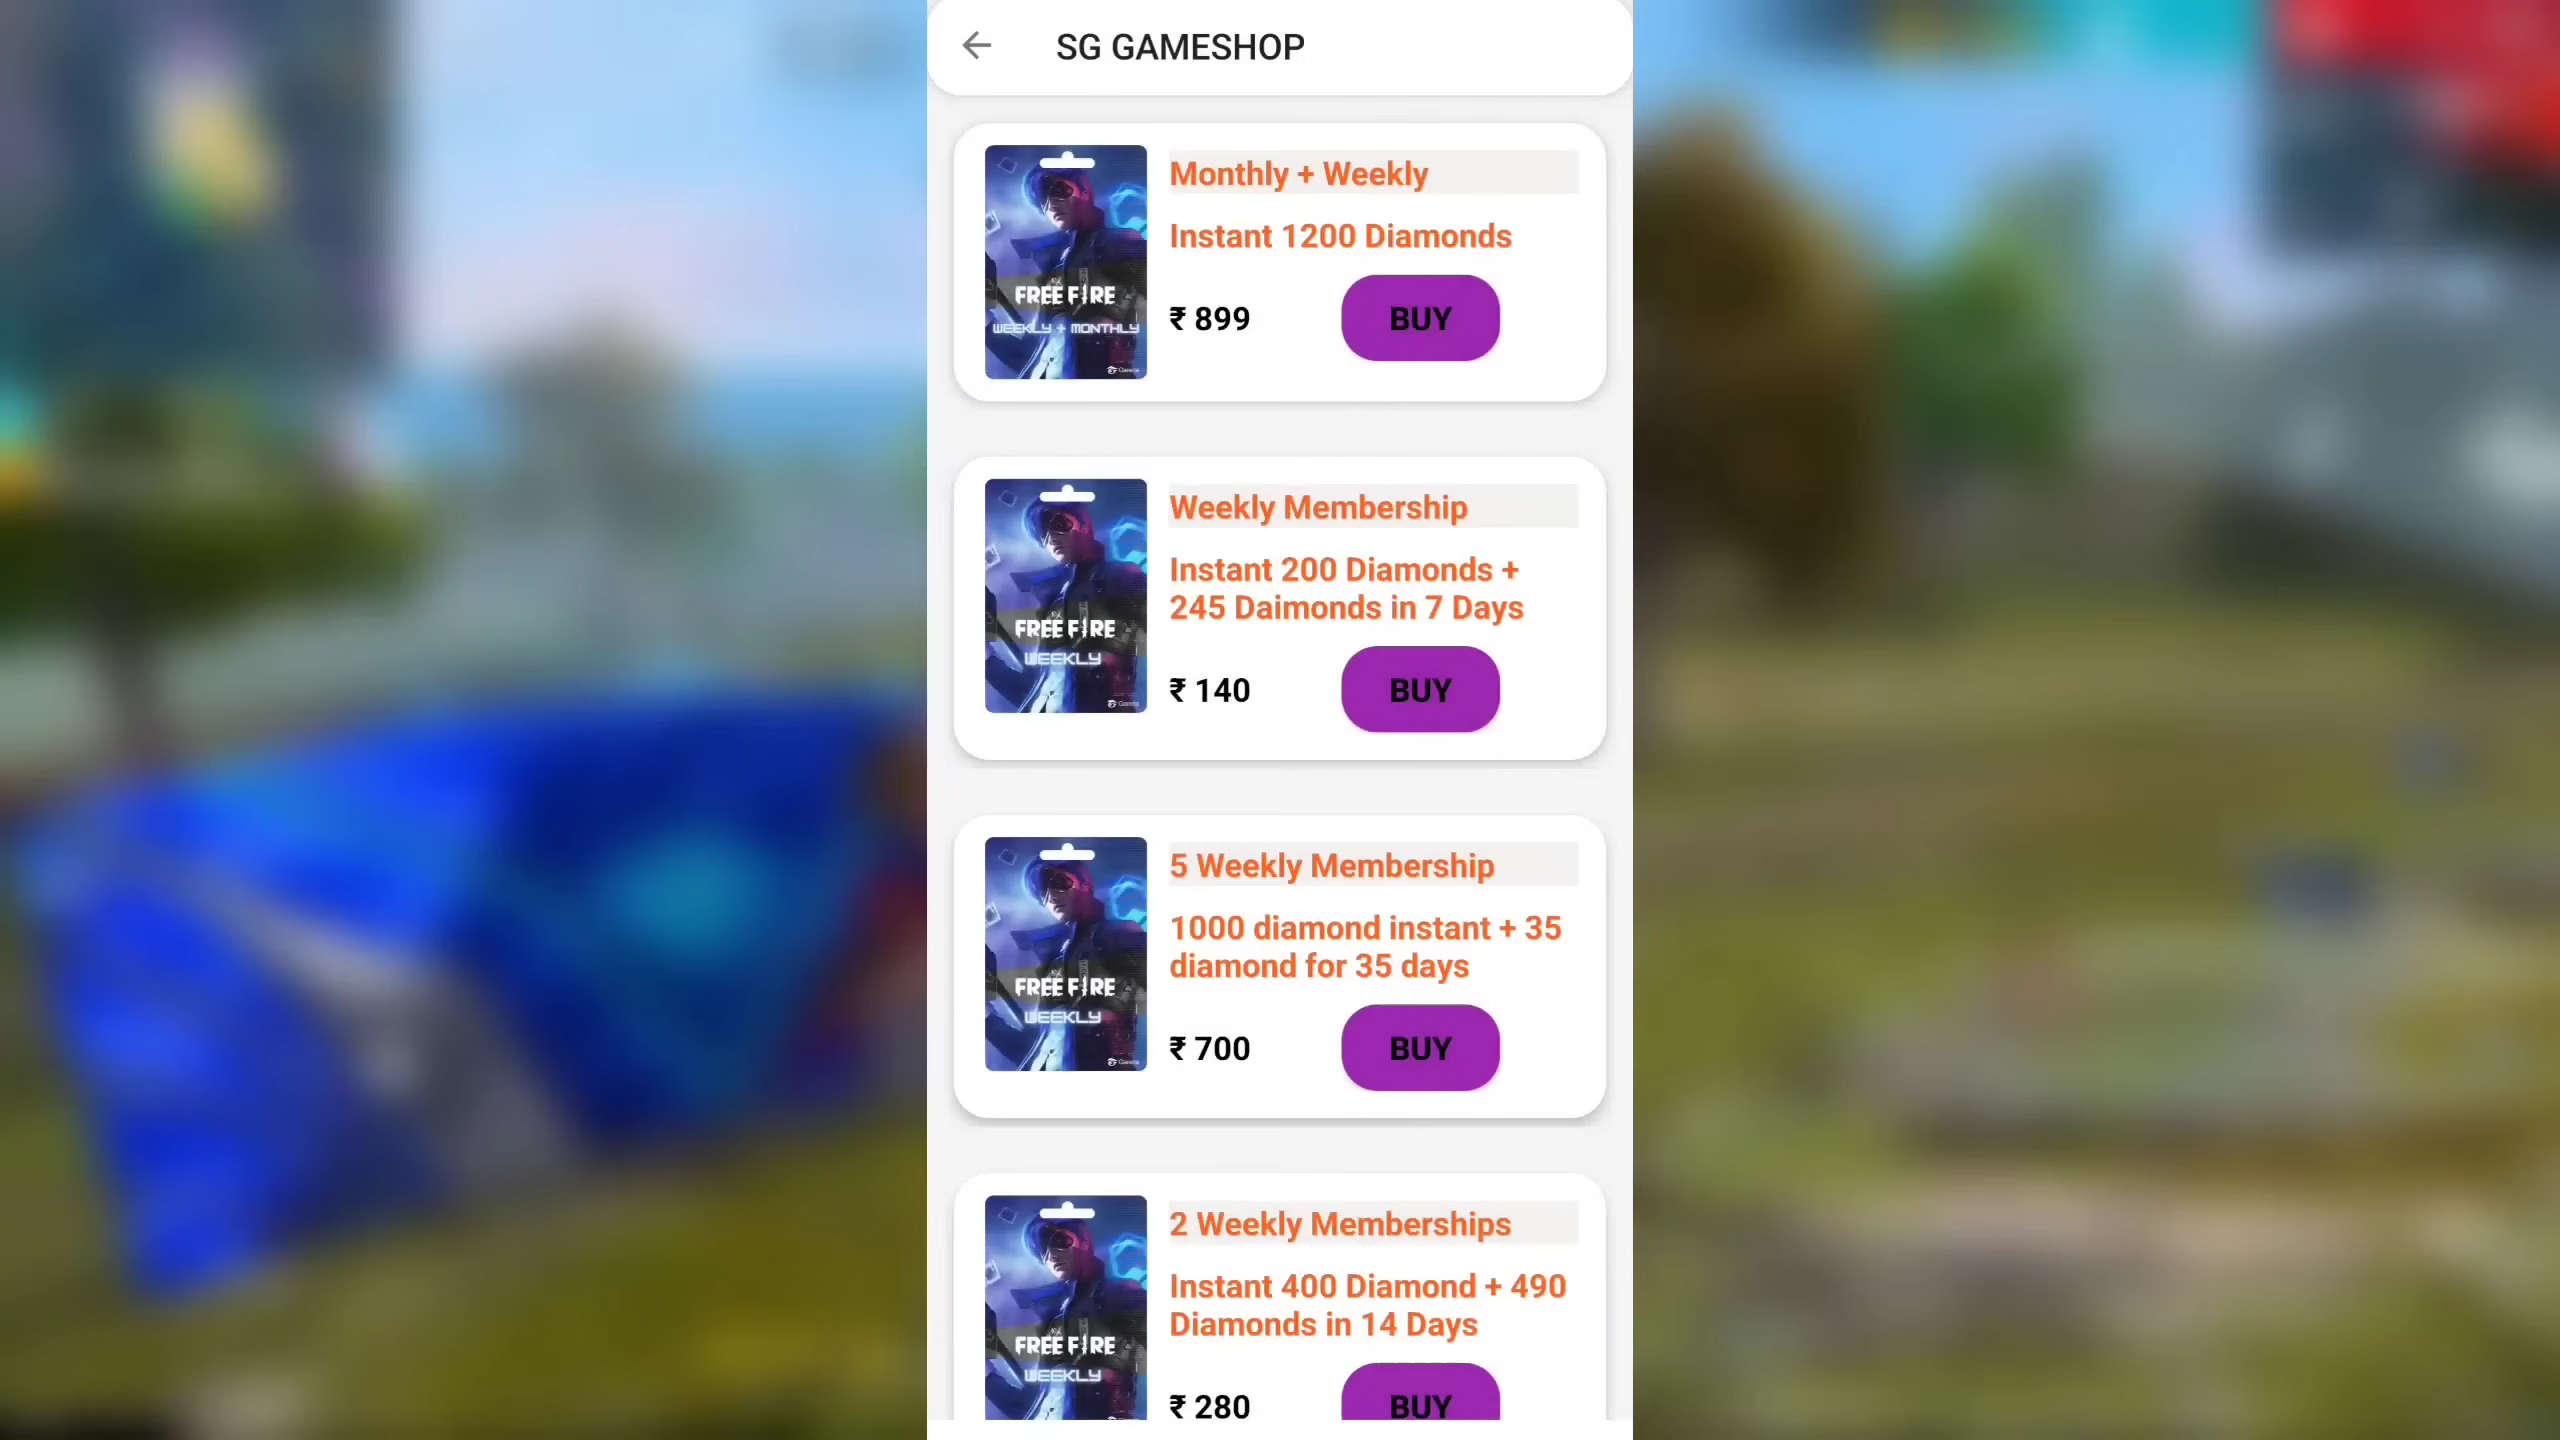 SG GAMESHOP
Monthly + Weekly
Instant 1200 Diamonds
₹ 899
BUY
FREE FIRE
WEEKLY + MONTHLY
Garena
Weekly Membership
Instant 200 Diamonds +
245 Daimonds in 7 Days
₹ 140
BUY
FREE FIRE
WEEKLY
Garena
5 Weekly Membership
1000 diamond instant + 35
diamond for 35 days
₹ 700
BUY
FREE FIRE
WEEKLY
Garena
2 Weekly Memberships
Instant 400 Diamond + 490
Diamonds in 14 Days
₹ 280
BUY
FREE FIRE
WEEKLY